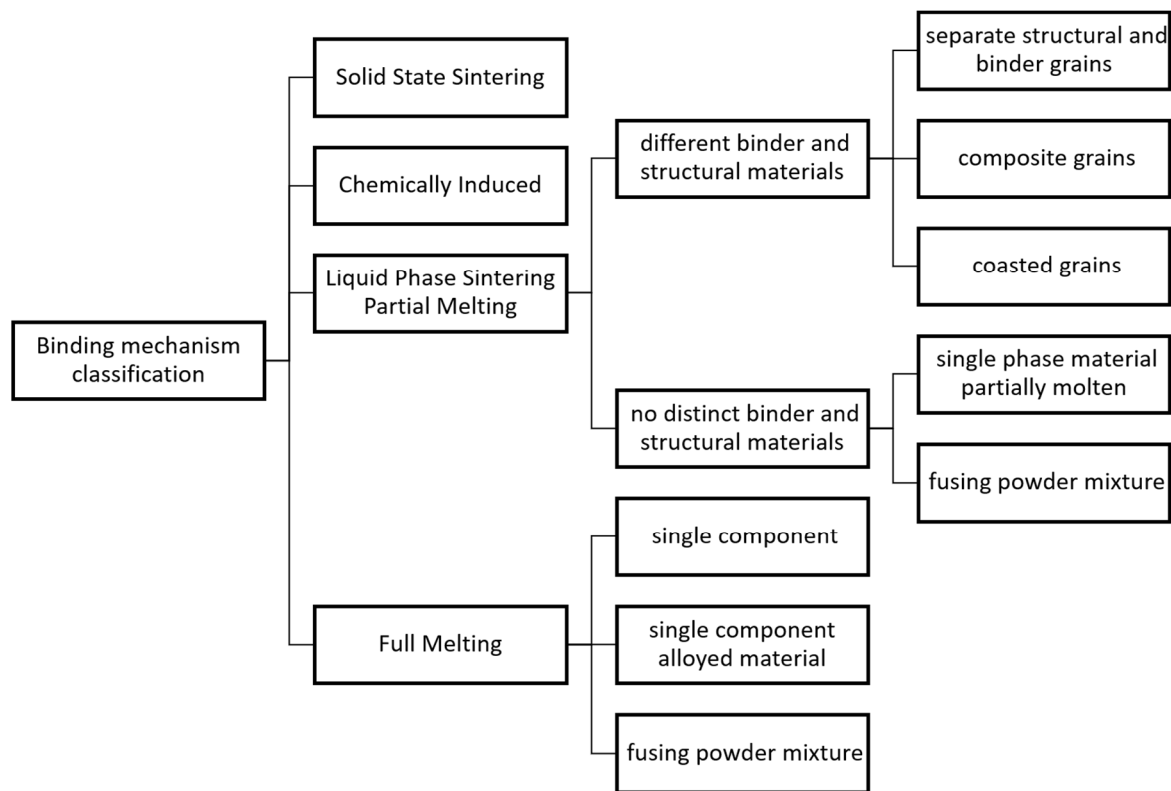 Binding mechanism
classification
Solid State Sintering
Chemically Induced
Liquid Phase Sintering
Partial Melting
different binder and
structural materials
separate structural and
binder grains
composite grains
coasted grains
no distinct binder and
structural materials
single phase material
partially molten
fusing powder mixture
Full Melting
single component
single component
alloyed material
fusing powder mixture